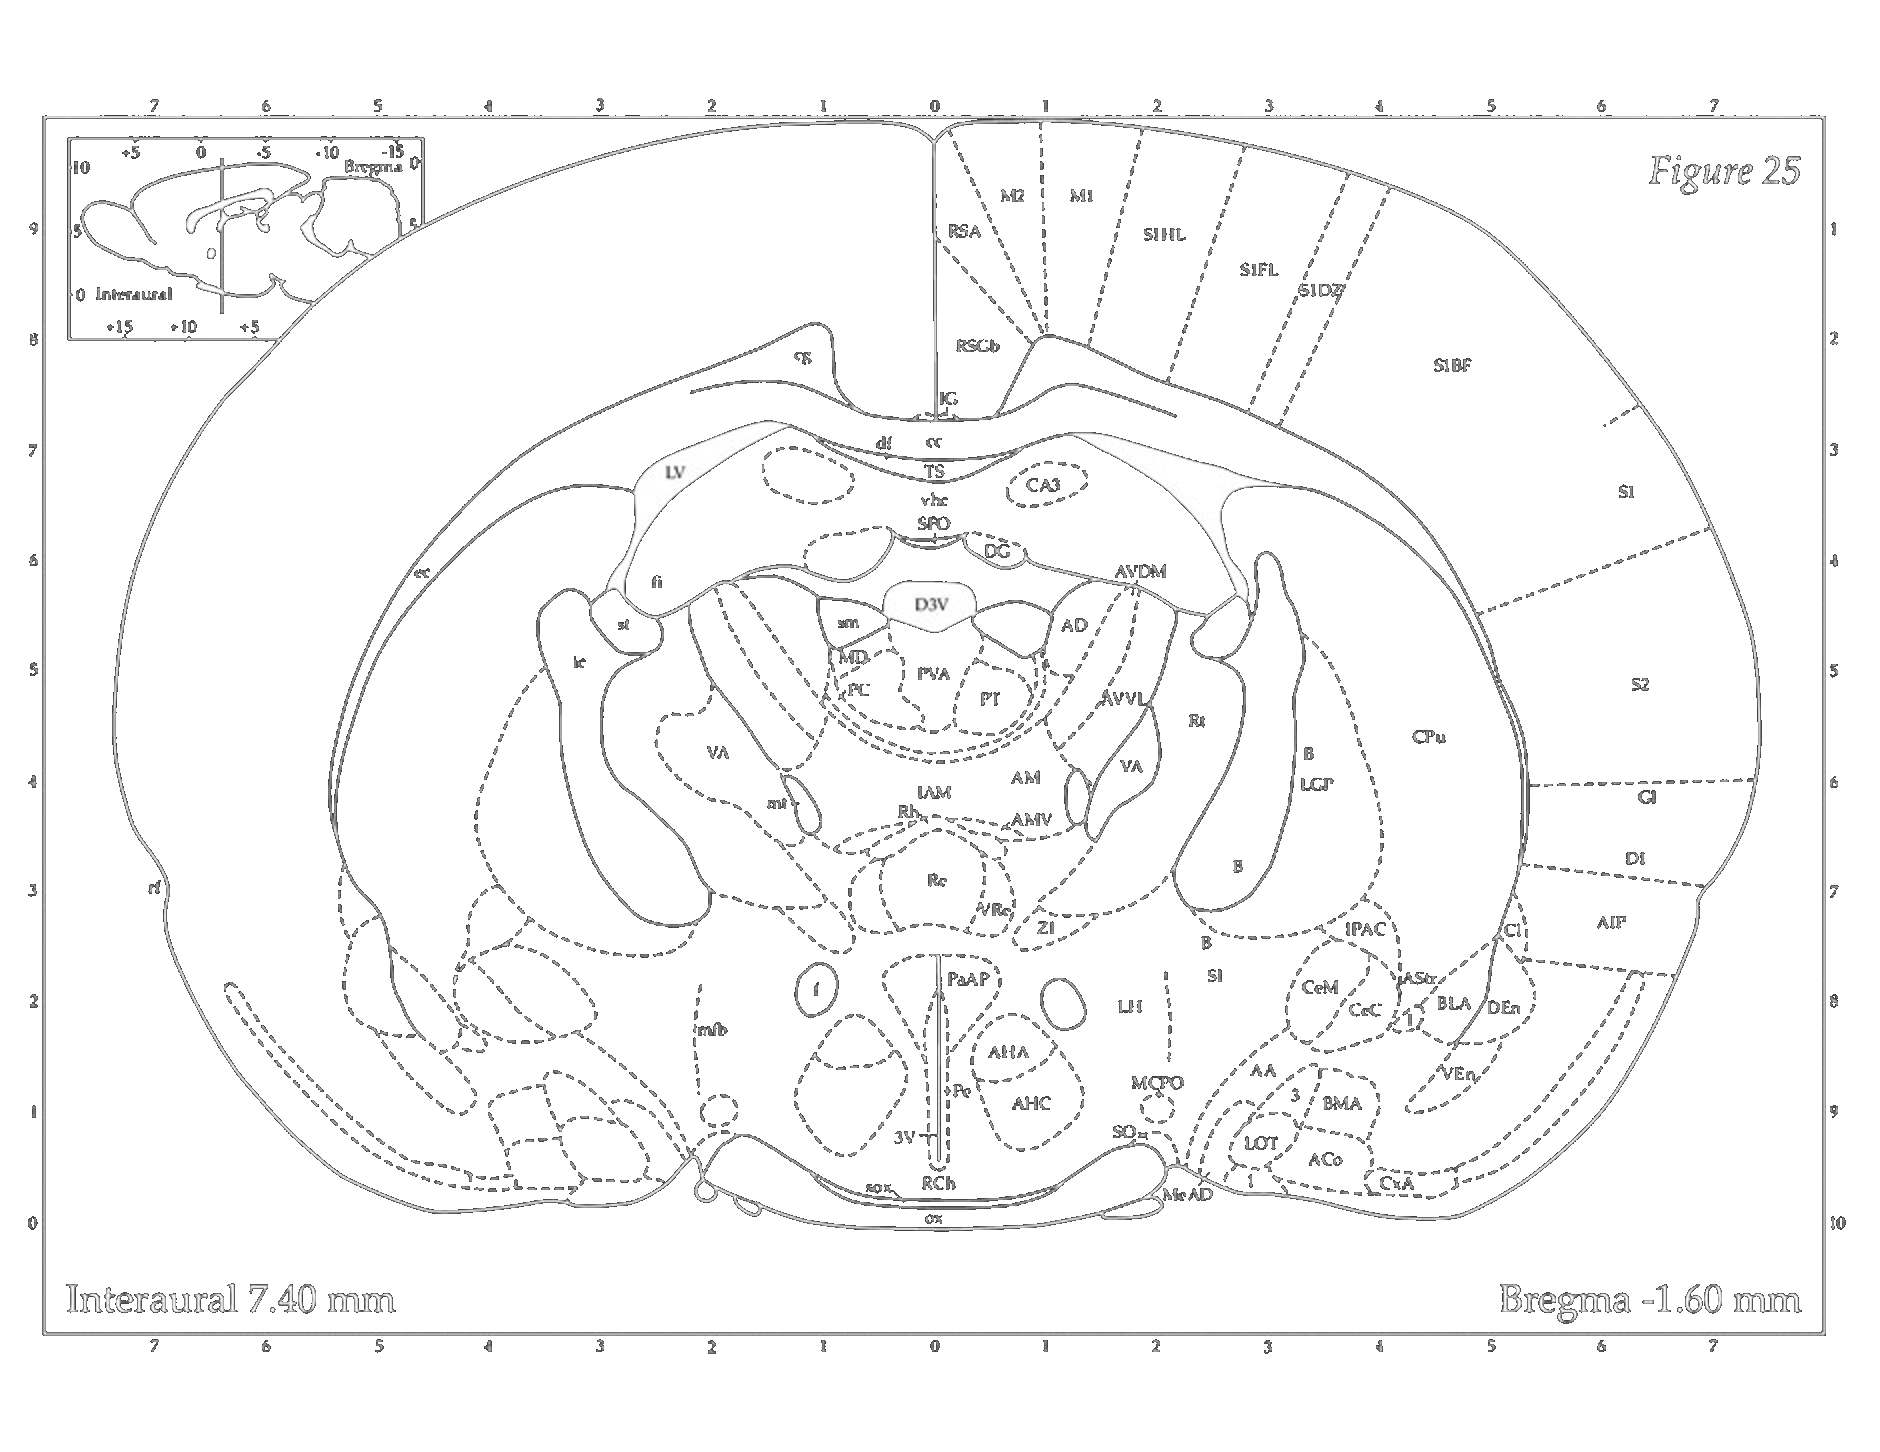 7 6 5 4 3 2 1 0 1 2 3 4 5 6 7
+5 0 -5 -10 -15
Bregma 0
10
Figure 25
M2 M1
9 5 5 RSA S1HL 1
S1FL
S1DZ
0 Interaural
+15 +10 +5
8 cg RSGb S1BF 2
IG
7 df cc 3
LV TS CA3
vhc S1
SFO
DG
6 ec fi AVDM 4
D3V
st sm AD
ic MD
5 PC PVA PT AVVL S2 5
Rt
VA VA B CPu
4 mt IAM AM LGP GI 6
Rh AMV
B DI
3 rf Re 7
VRe
ZI IPAC CI AIP
B
SI
f PaAP CeM AStr
2 LH CeC I BLA DEn 8
mfb
AHA
AA VEn
Pe MCPO
1 AHC 3 BMA 9
3V SO LOT
ACo
sox RCh MeAD 1 CxA
0 ox 10
Interaural 7.40 mm Bregma -1.60 mm
7 6 5 4 3 2 1 0 1 2 3 4 5 6 7